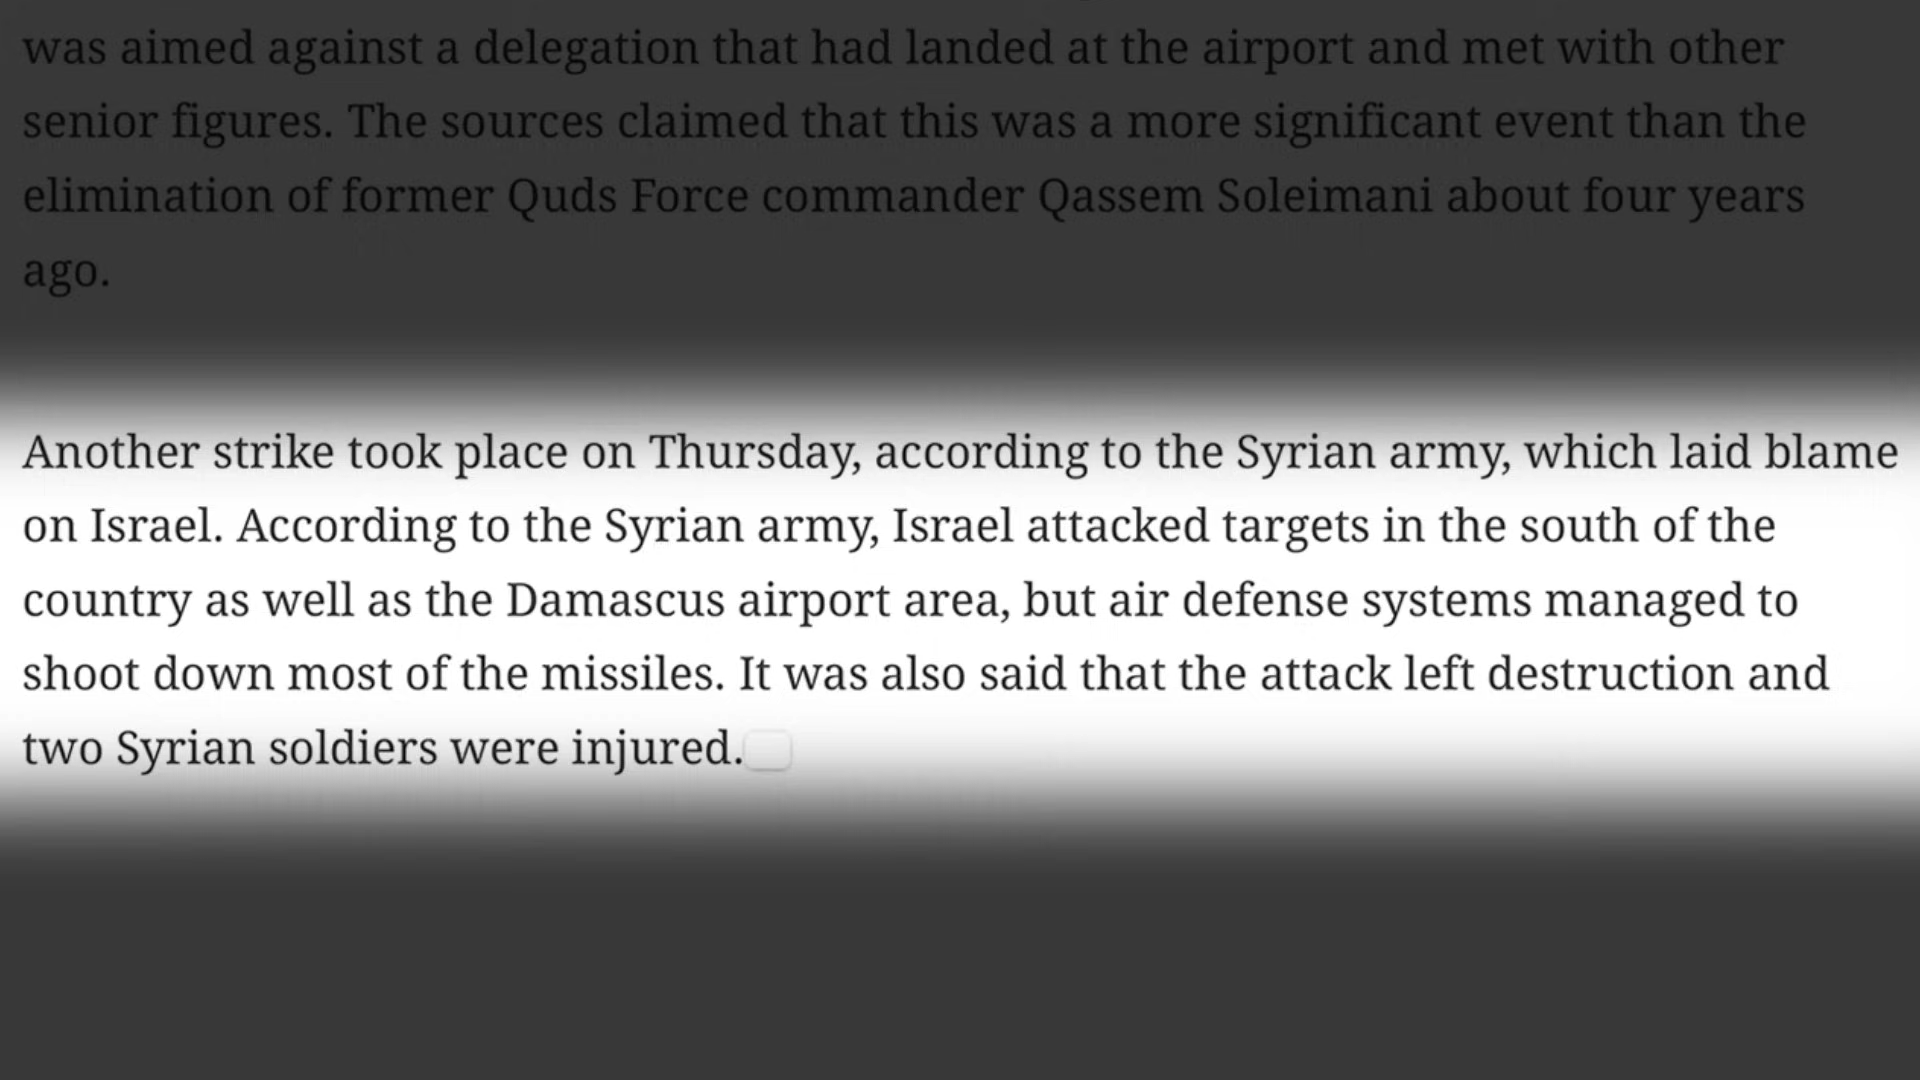 was aimed against a delegation that had landed at the airport and met with other
senior figures. The sources claimed that this was a more significant event than the
elimination of former Quds Force commander Qassem Soleimani about four years
ago.
Another strike took place on Thursday, according to the Syrian army, which laid blame
on Israel. According to the Syrian army, Israel attacked targets in the south of the
country as well as the Damascus airport area, but air defense systems managed to
shoot down most of the missiles. It was also said that the attack left destruction and
two Syrian soldiers were injured.